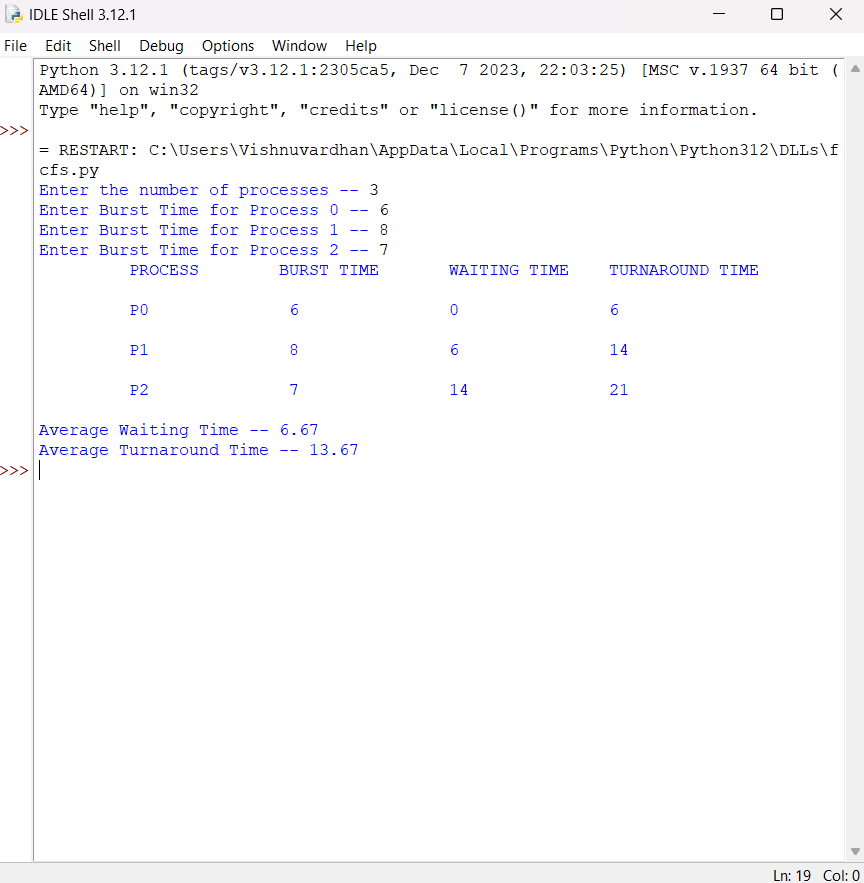 IDLE Shell 3.12.1
File Edit Shell Debug Options Window Help
Python 3.12.1 (tags/v3.12.1:2305ca5, Dec  7 2023, 22:03:25) [MSC v.1937 64 bit (
AMD64)] on win32
Type "help", "copyright", "credits" or "license()" for more information.
>>>
= RESTART: C:\Users\Vishnuvardhan\AppData\Local\Programs\Python\Python312\DLLs\f
cfs.py
Enter the number of processes -- 3
Enter Burst Time for Process 0 -- 6
Enter Burst Time for Process 1 -- 8
Enter Burst Time for Process 2 -- 7
PROCESS BURST TIME WAITING TIME TURNAROUND TIME
P0 6 0 6
P1 8 6 14
P2 7 14 21
Average Waiting Time -- 6.67
Average Turnaround Time -- 13.67
>>>
Ln: 19 Col: 0